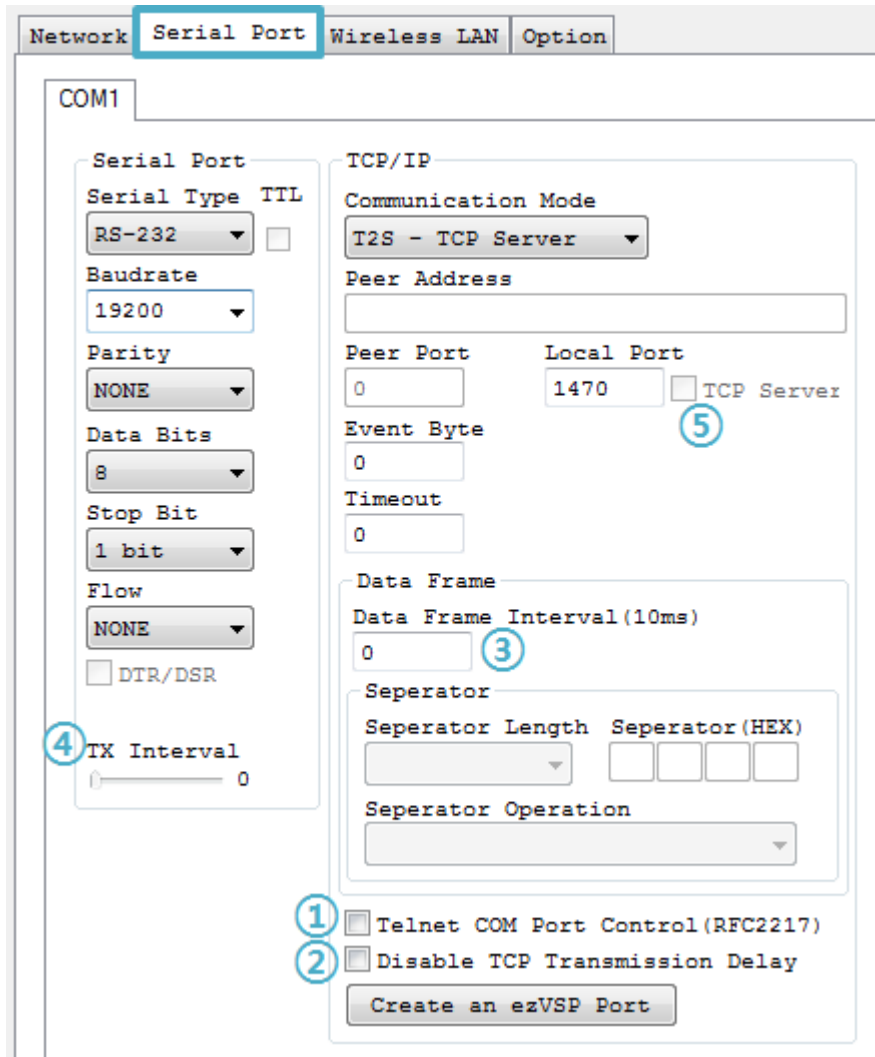 Network Serial Port Wireless LAN Option
COM1
Serial Port
Serial Type TTL
RS-232
Baudrate
19200
Parity
NONE
Data Bits
8
Stop Bit
1 bit
Flow
NONE
DTR/DSR
④
TX Interval
0
TCP/IP
Communication Mode
T2S - TCP Server
Peer Address
Peer Port Local Port
0 1470 TCP Server
⑤
Event Byte
0
Timeout
0
Data Frame
Data Frame Interval(10ms)
0 ③
Seperator
Seperator Length Seperator(HEX)
Seperator Operation
① Telnet COM Port Control(RFC2217)
② Disable TCP Transmission Delay
Create an ezVSP Port